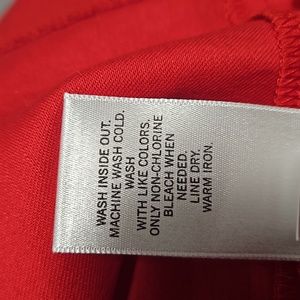 WASH INSIDE OUT.
MACHINE WASH COLD.
WASH
WITH LIKE COLORS.
ONLY NON-CHLORINE
BLEACH WHEN
NEEDED.
LINE DRY.
WARM IRON.